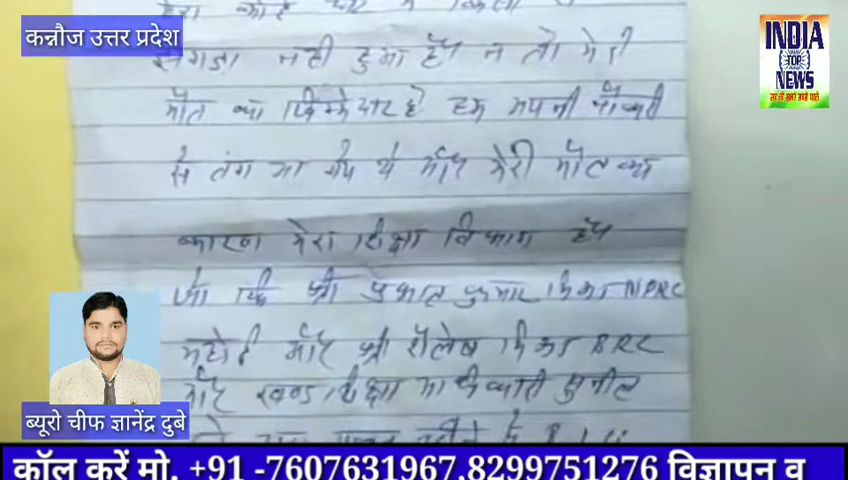 कन्नौज उत्तर प्रदेश
INDIA
TOP
NEWS
नहीं हुआ है न तो मेरी
मौत का जिम्मेदार है हम अपनी नौकरी
से तंग आ गये थे और मेरी मौत का
कारण मेरा शिक्षा विभाग है
जो कि श्री प्रभात कुमार मिश्रा NPRC
और श्री शैलेष मिश्रा BRC
और खण्ड शिक्षा अधिकारी सुनील
ब्यूरो चीफ ज्ञानेंद्र दुबे
कॉल करें मो. +91 -7607631967,8299751276 विज्ञापन व